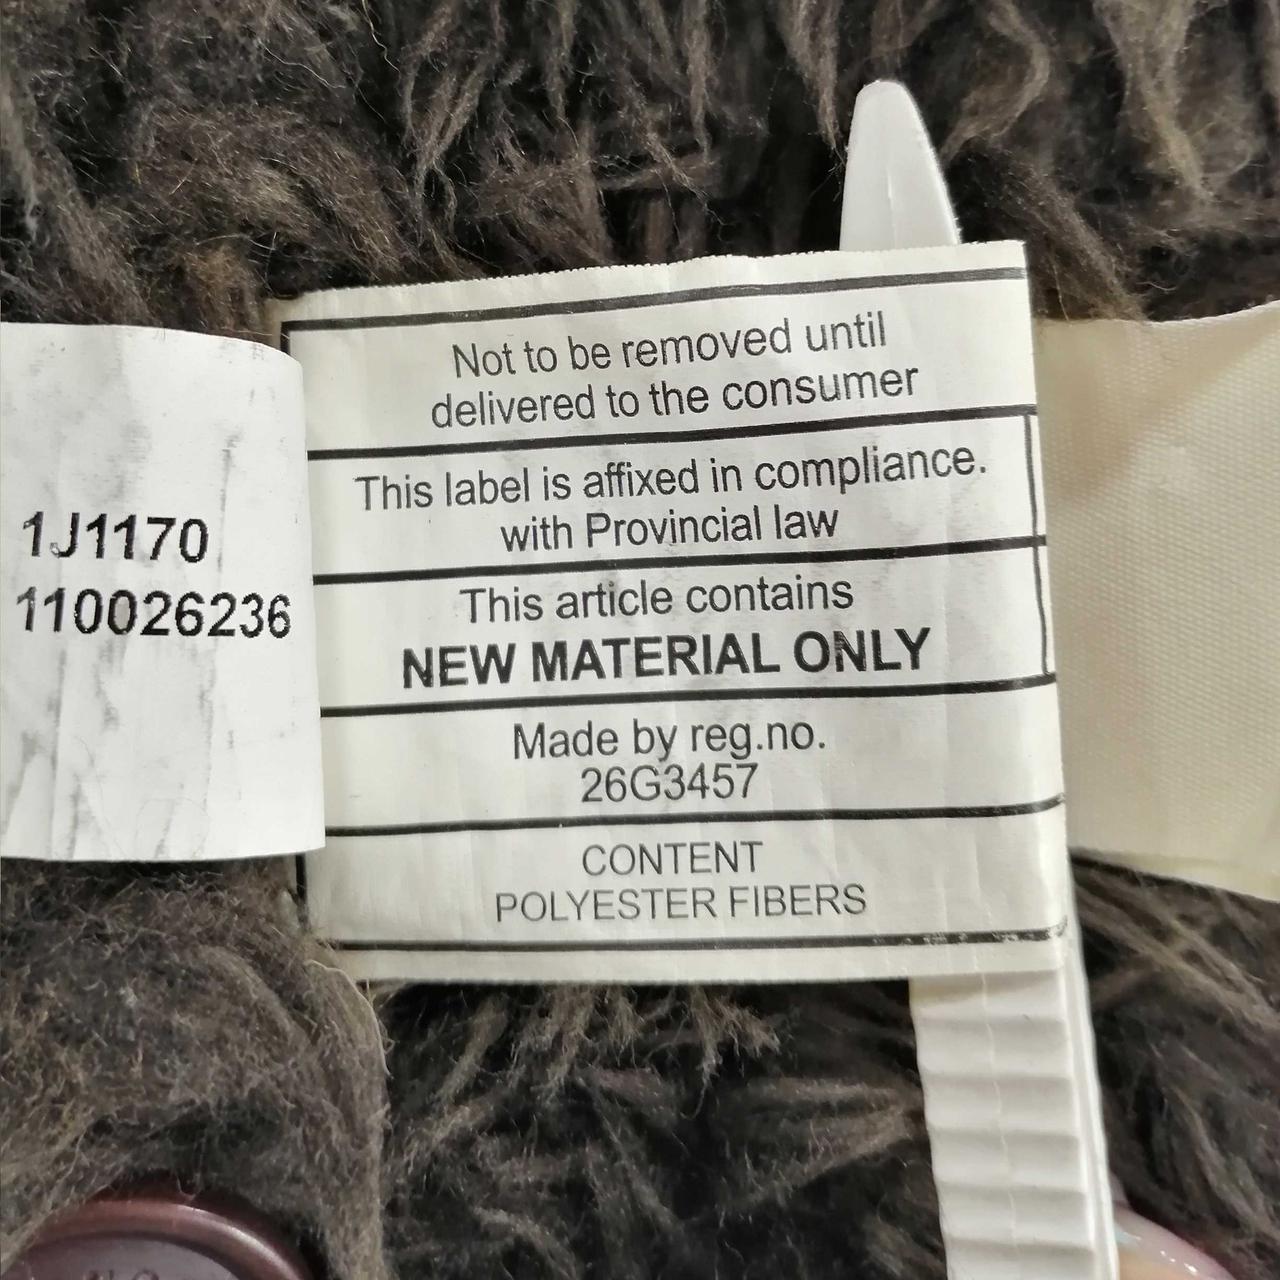 1J1170
110026236
Not to be removed until
delivered to the consumer
This label is affixed in compliance.
with Provincial law
This article contains
NEW MATERIAL ONLY
Made by reg.no.
26G3457
CONTENT
POLYESTER FIBERS